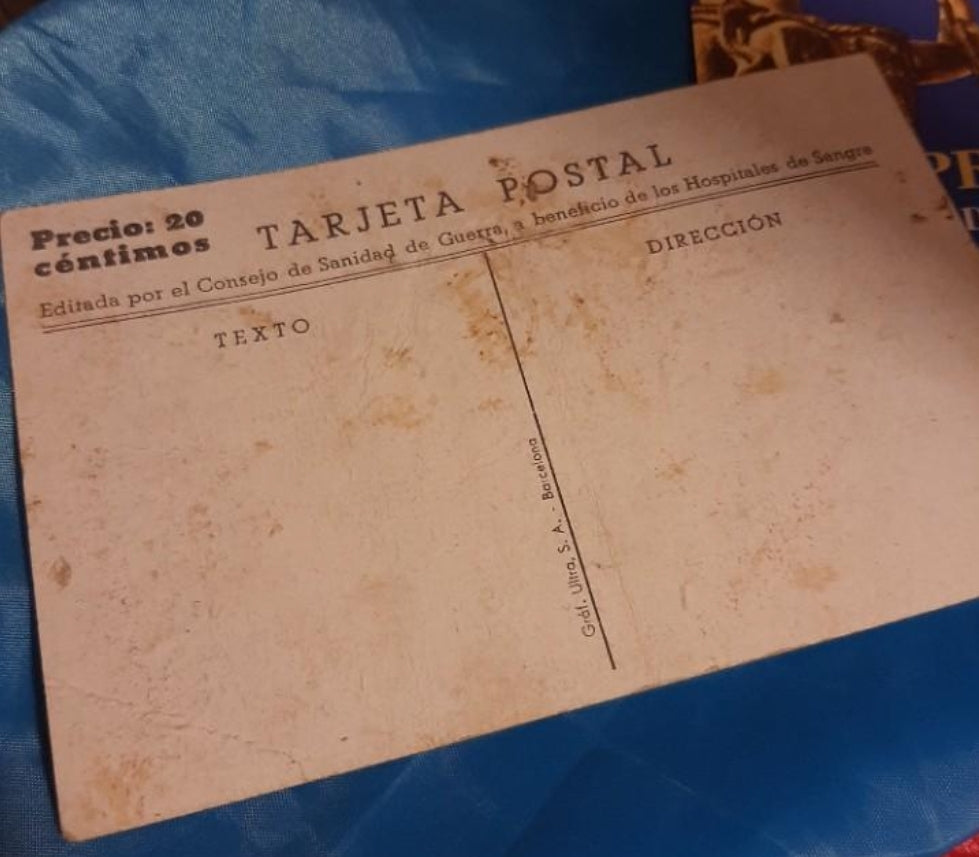 Precio: 20
céntimos
TARJETA POSTAL
Editada por el Consejo de Sanidad de Guerra, a beneficio de los Hospitales de Sangre
TEXTO
DIRECCIÓN
Gráf. Ultra, S. A. - Barcelona